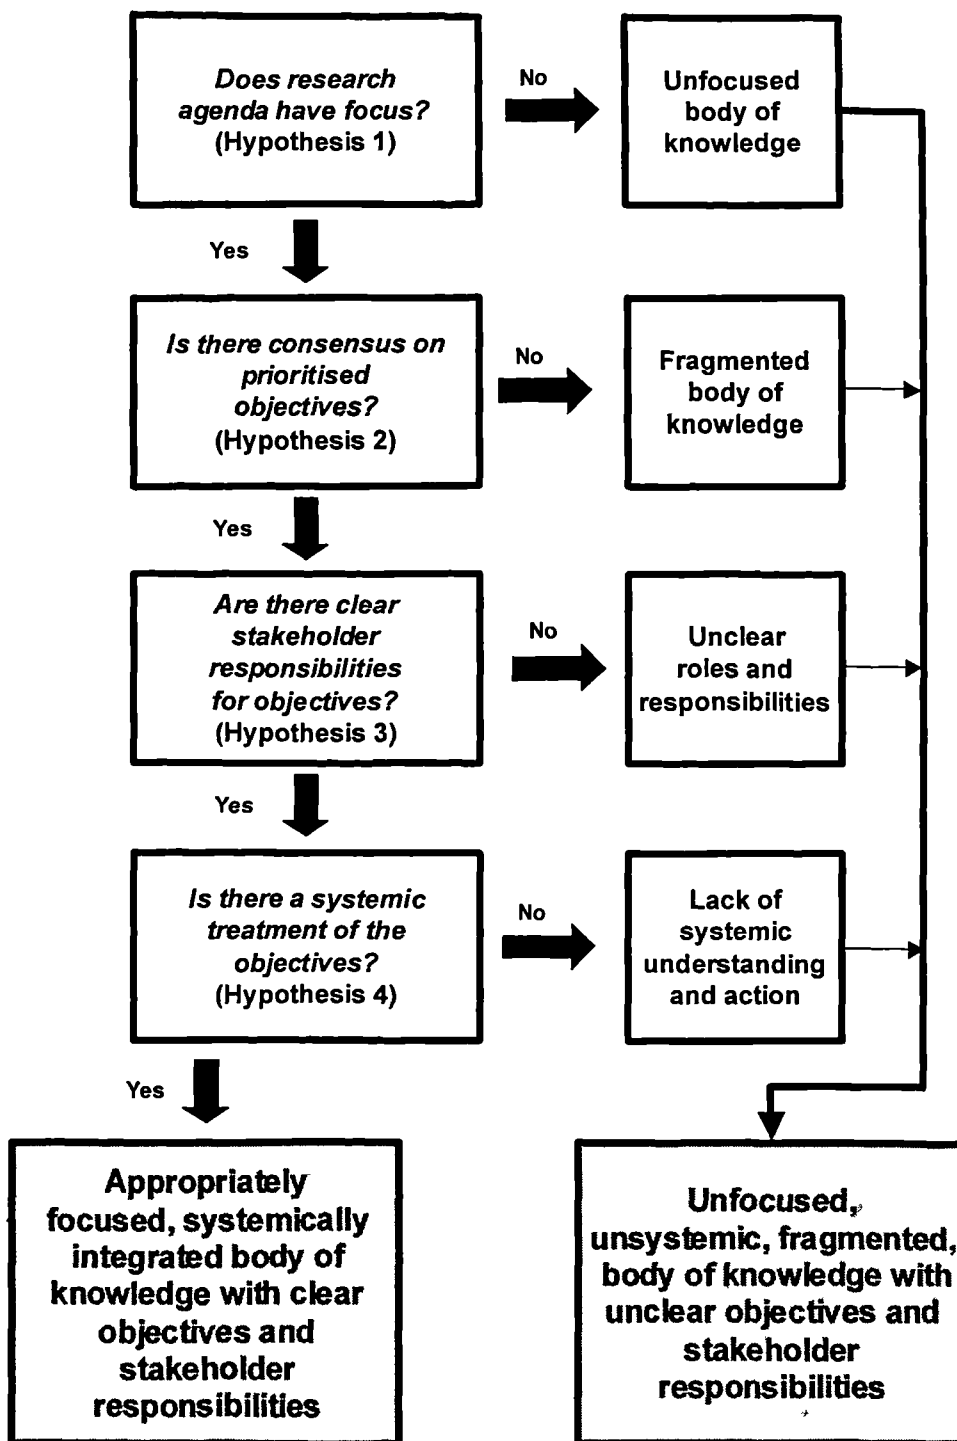 Does research
agenda have focus?
(Hypothesis 1)
No
Unfocused
body of
knowledge
Yes
Is there consensus on
prioritised
objectives?
(Hypothesis 2)
No
Fragmented
body of
knowledge
Yes
Are there clear
stakeholder
responsibilities
for objectives?
(Hypothesis 3)
No
Unclear
roles and
responsibilities
Yes
Is there a systemic
treatment of the
objectives?
(Hypothesis 4)
No
Lack of
systemic
understanding
and action
Yes
Appropriately
focused, systemically
integrated body of
knowledge with clear
objectives and
stakeholder
responsibilities
Unfocused,
unsystemic, fragmented,
body of knowledge with
unclear objectives and
stakeholder
responsibilities